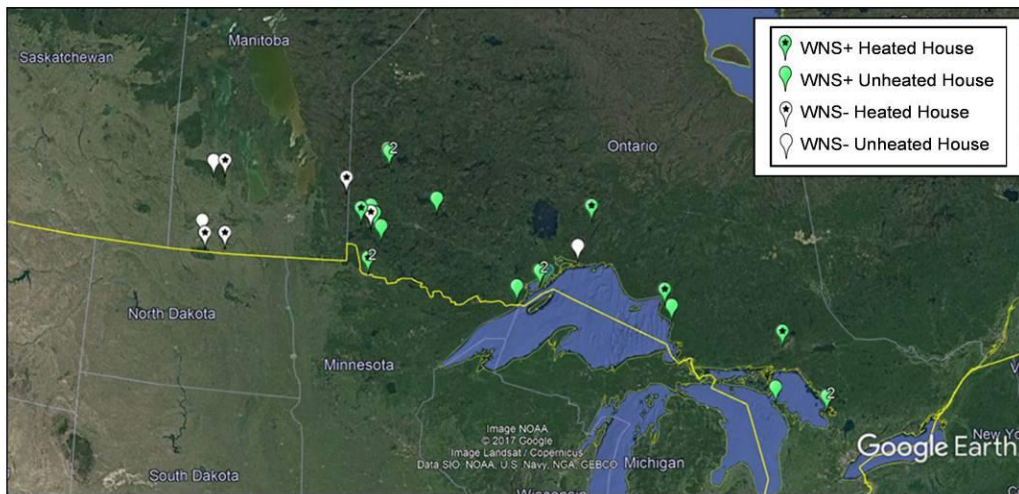 Manitoba
Saskatchewan
WNS+ Heated House
WNS+ Unheated House
WNS- Heated House
WNS- Unheated House
2
Ontario
2
2
North Dakota
Minnesota
2
Image NOAA
© 2017 Google
Image Landsat / Copernicus
Data SIO, NOAA, U.S. Navy, NGA, GEBCO
Michigan
Google Earth
New Yo
South Dakota
Wisconsin